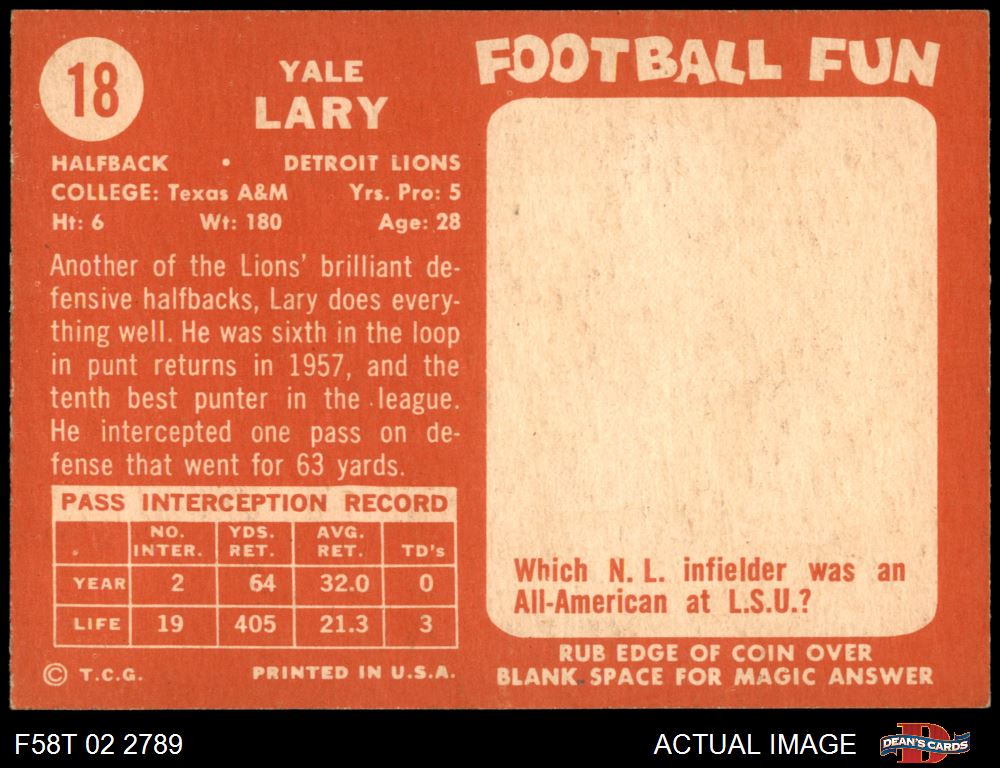 18
YALE
LARY
HALFBACK • DETROIT LIONS
COLLEGE: Texas A&M Yrs. Pro: 5
Ht: 6 Wt: 180 Age: 28
Another of the Lions' brilliant de-
fensive halfbacks, Lary does every-
thing well. He was sixth in the loop
in punt returns in 1957, and the
tenth best punter in the league.
He intercepted one pass on de-
fense that went for 63 yards.
PASS INTERCEPTION RECORD
NO. INTER. YDS. RET. AVG. RET. TD's
YEAR 2 64 32.0 0
LIFE 19 405 21.3 3
© T.C.G. PRINTED IN U.S.A.
FOOTBALL FUN
Which N. L. infielder was an
All-American at L.S.U.?
RUB EDGE OF COIN OVER
BLANK SPACE FOR MAGIC ANSWER
F58T 02 2789
ACTUAL IMAGE
DEAN'S CARDS